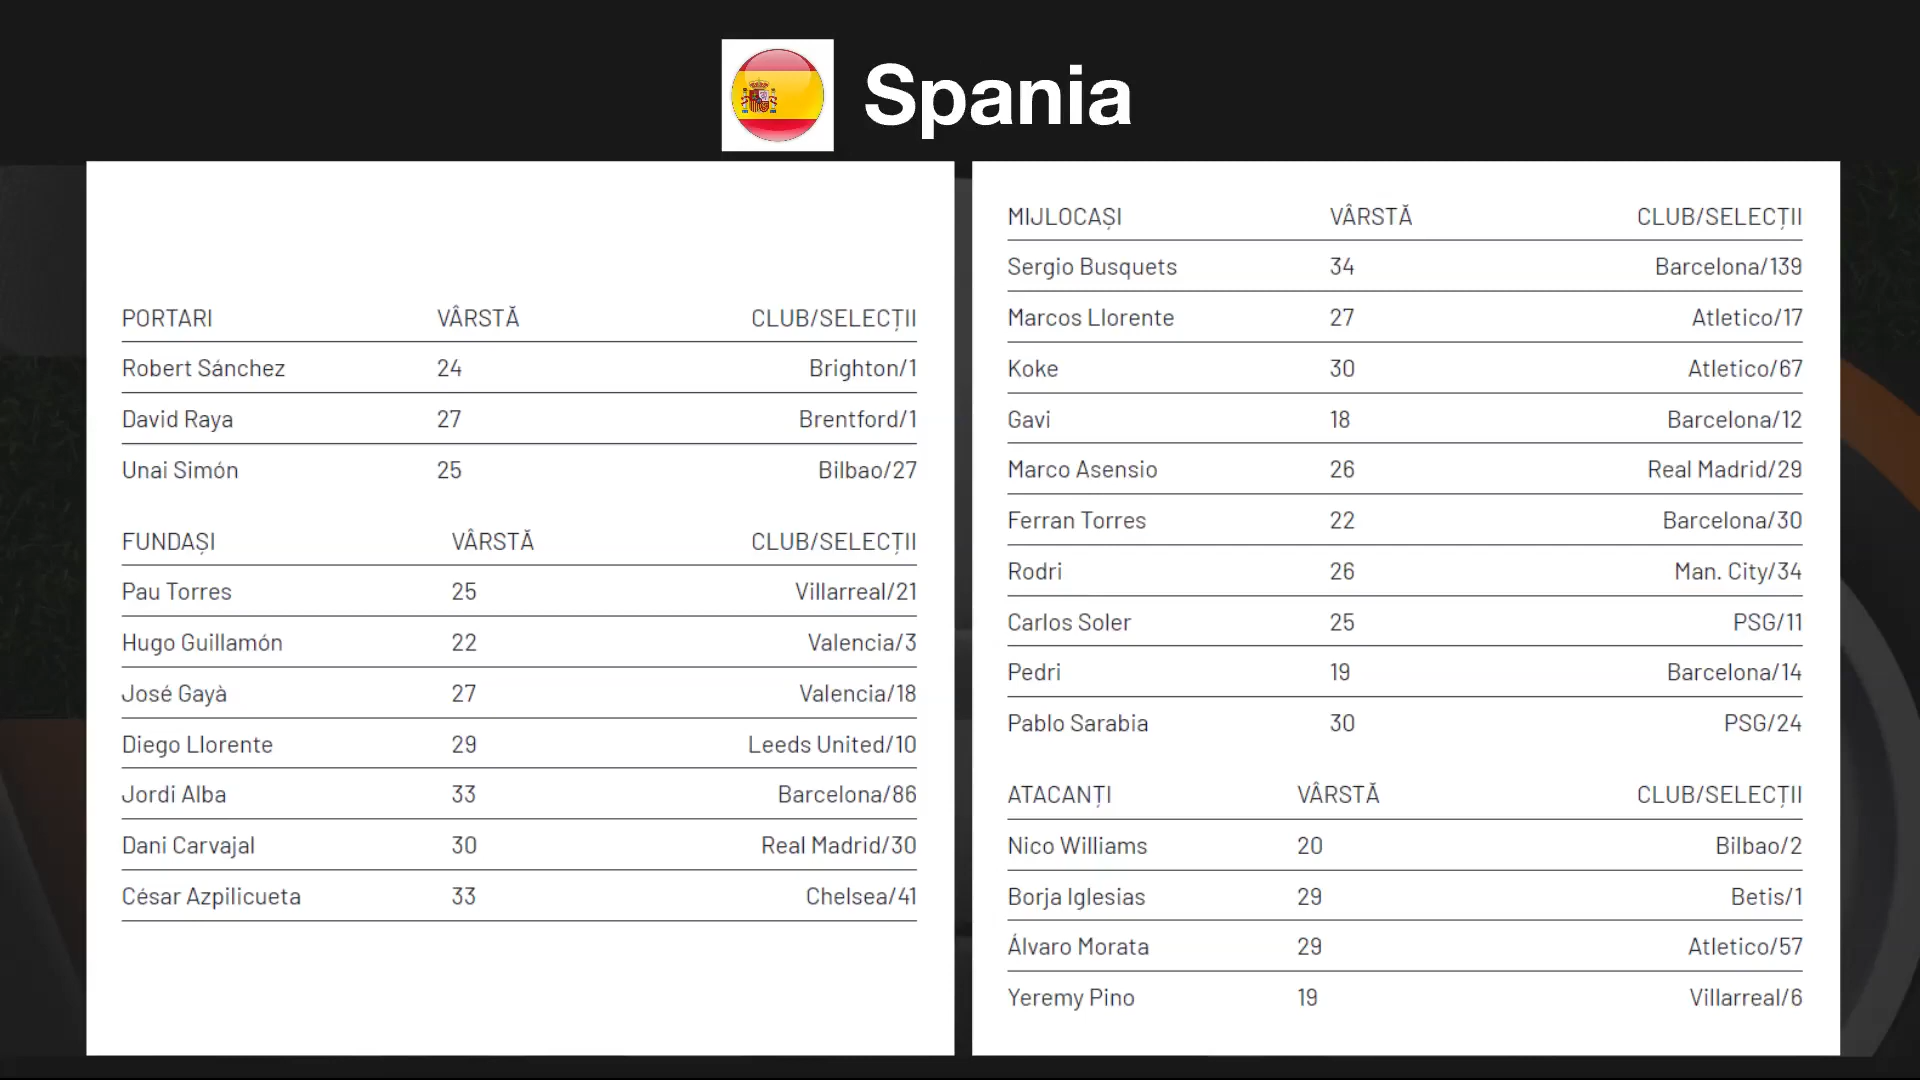 Spania
PORTARI VÂRSTĂ CLUB/SELECȚII
Robert Sánchez 24 Brighton/1
David Raya 27 Brentford/1
Unai Simón 25 Bilbao/27
FUNDAȘI VÂRSTĂ CLUB/SELECȚII
Pau Torres 25 Villarreal/21
Hugo Guillamón 22 Valencia/3
José Gayà 27 Valencia/18
Diego Llorente 29 Leeds United/10
Jordi Alba 33 Barcelona/86
Dani Carvajal 30 Real Madrid/30
César Azpilicueta 33 Chelsea/41
MIJLOCAȘI VÂRSTĂ CLUB/SELECȚII
Sergio Busquets 34 Barcelona/139
Marcos Llorente 27 Atletico/17
Koke 30 Atletico/67
Gavi 18 Barcelona/12
Marco Asensio 26 Real Madrid/29
Ferran Torres 22 Barcelona/30
Rodri 26 Man. City/34
Carlos Soler 25 PSG/11
Pedri 19 Barcelona/14
Pablo Sarabia 30 PSG/24
ATACANȚI VÂRSTĂ CLUB/SELECȚII
Nico Williams 20 Bilbao/2
Borja Iglesias 29 Betis/1
Álvaro Morata 29 Atletico/57
Yeremy Pino 19 Villarreal/6